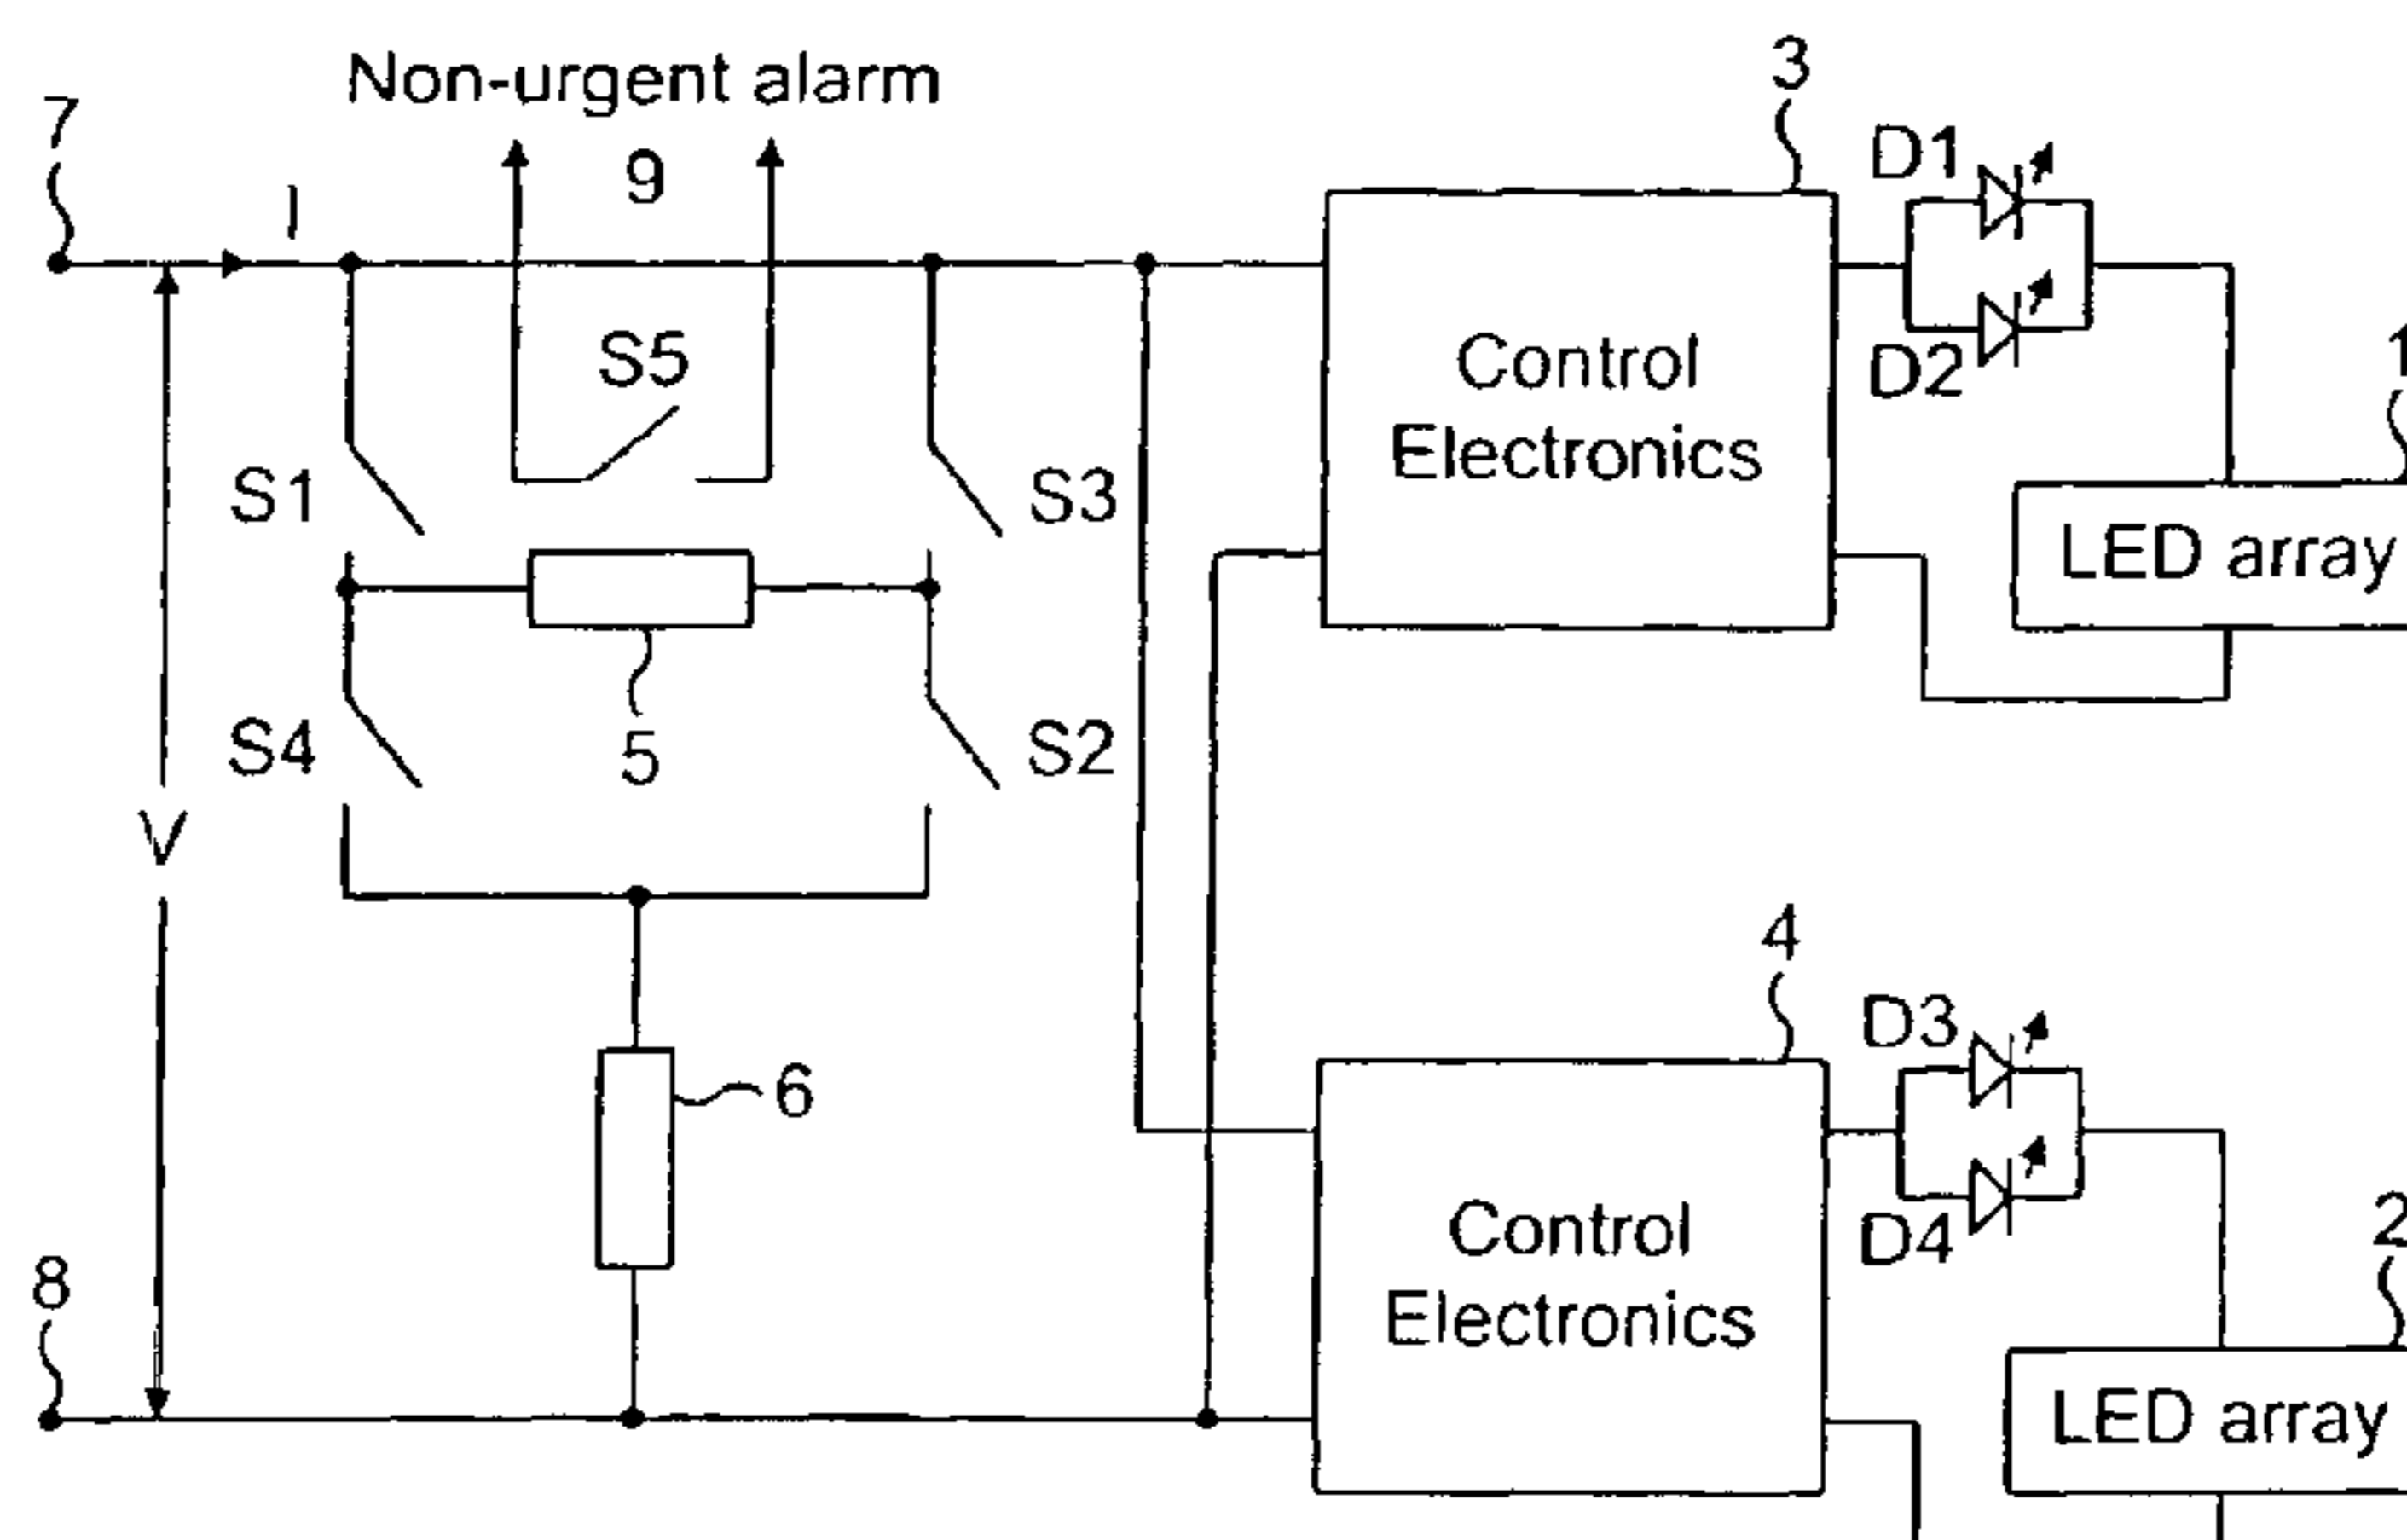 Non-urgent alarm
7
I
9
3
D1
D2
S5
S1
S3
Control
Electronics
1
LED array
5
S4
S2
V
6
4
D3
D4
Control
Electronics
2
LED array
8